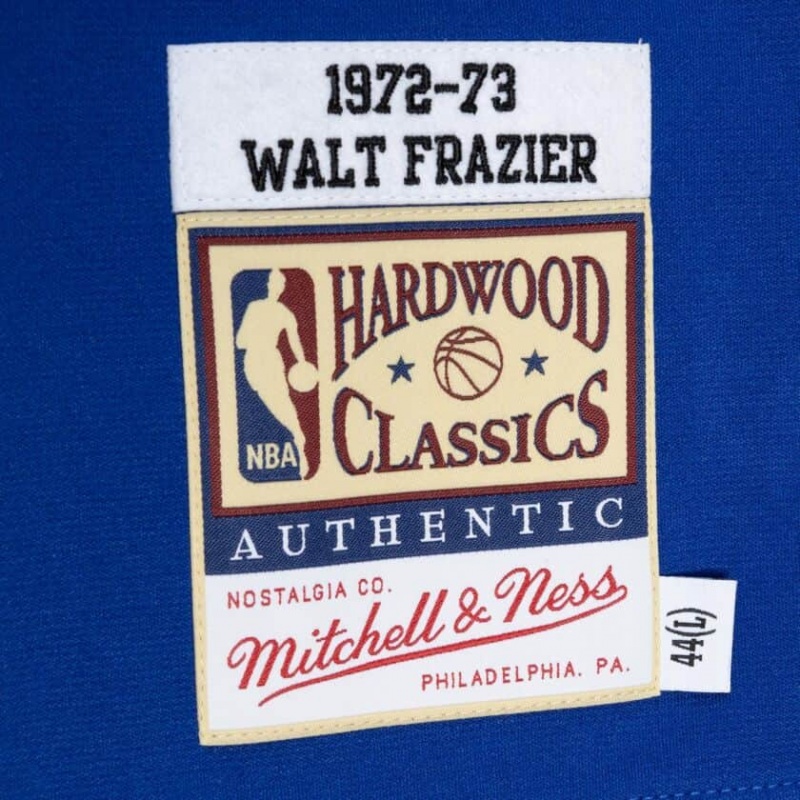 1972-73
WALT FRAZIER
HARDWOOD
CLASSICS
NBA
AUTHENTIC
NOSTALGIA CO.
Mitchell & Ness
PHILADELPHIA. PA.
44(L)